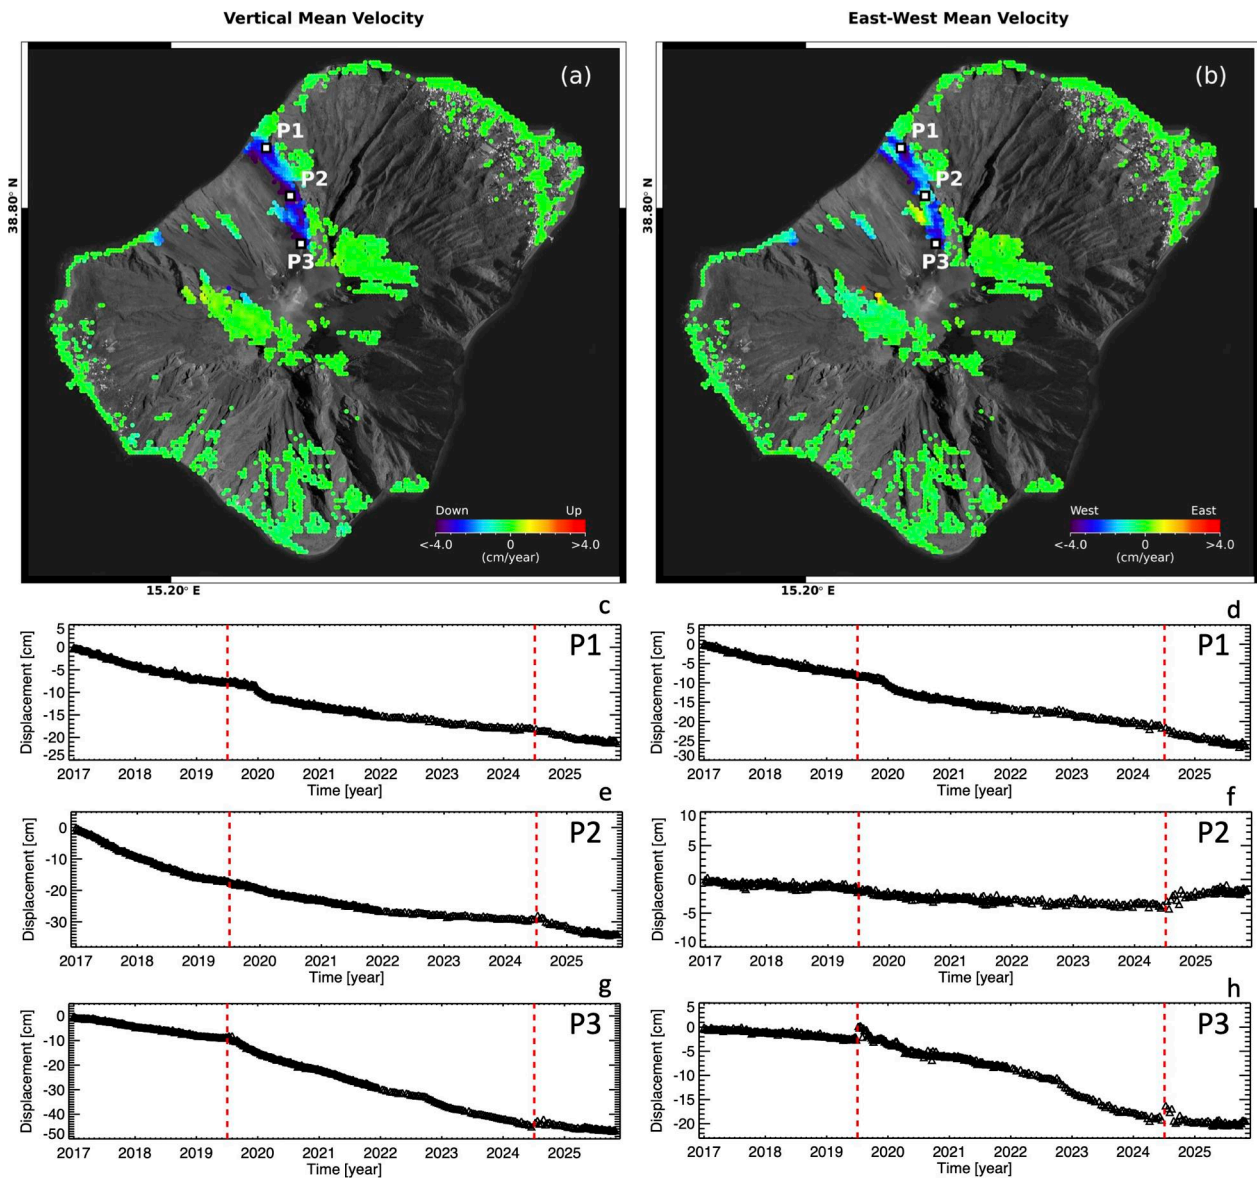 Vertical Mean Velocity
East-West Mean Velocity
(a)
P1
P2
P3
38.80° N
Down Up
<-4.0 0 >4.0
(cm/year)
15.20° E
(b)
P1
P2
P3
38.80° N
West East
<-4.0 0 >4.0
(cm/year)
15.20° E
c
P1
Displacement [cm]
5
0
-5
-10
-15
-20
-25
2017 2018 2019 2020 2021 2022 2023 2024 2025
Time [year]
d
P1
Displacement [cm]
5
0
-5
-10
-15
-20
-25
-30
2017 2018 2019 2020 2021 2022 2023 2024 2025
Time [year]
e
P2
Displacement [cm]
0
-10
-20
-30
2017 2018 2019 2020 2021 2022 2023 2024 2025
Time [year]
f
P2
Displacement [cm]
10
5
0
-5
-10
2017 2018 2019 2020 2021 2022 2023 2024 2025
Time [year]
g
P3
Displacement [cm]
0
-10
-20
-30
-40
-50
2017 2018 2019 2020 2021 2022 2023 2024 2025
Time [year]
h
P3
Displacement [cm]
5
0
-5
-10
-15
-20
2017 2018 2019 2020 2021 2022 2023 2024 2025
Time [year]